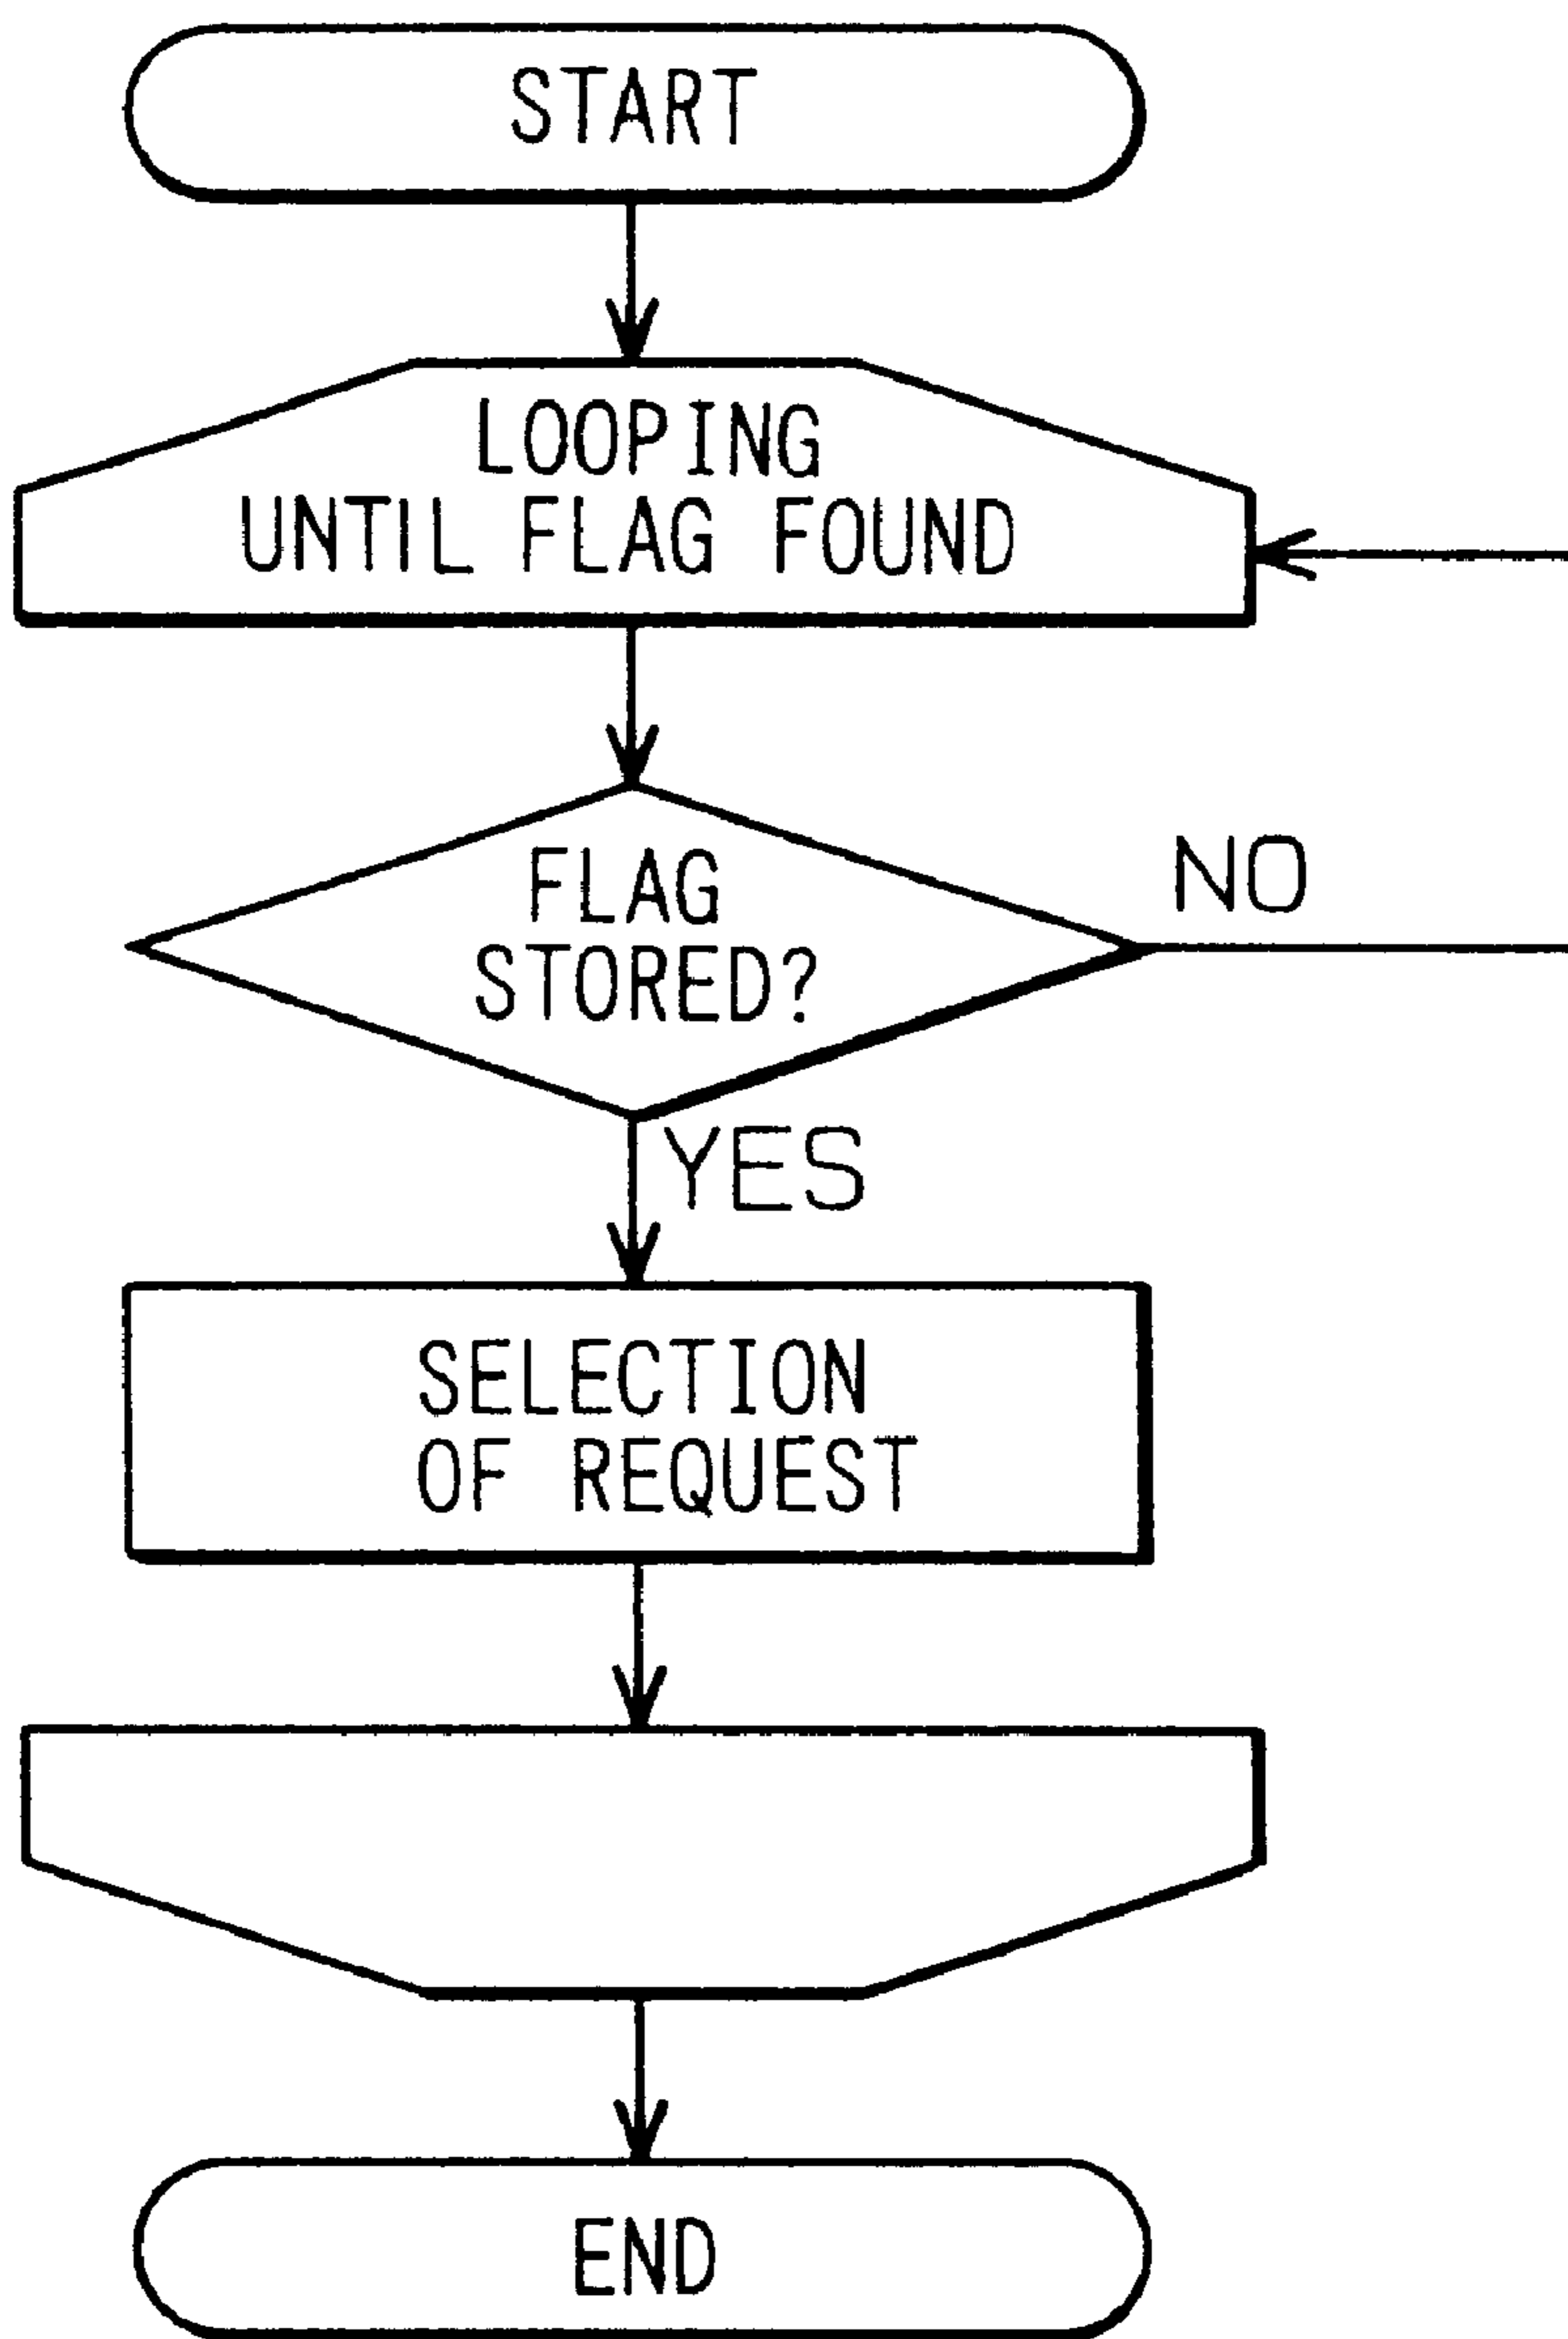 START
LOOPING
UNTIL FLAG FOUND
FLAG
STORED?
NO
YES
SELECTION
OF REQUEST
END